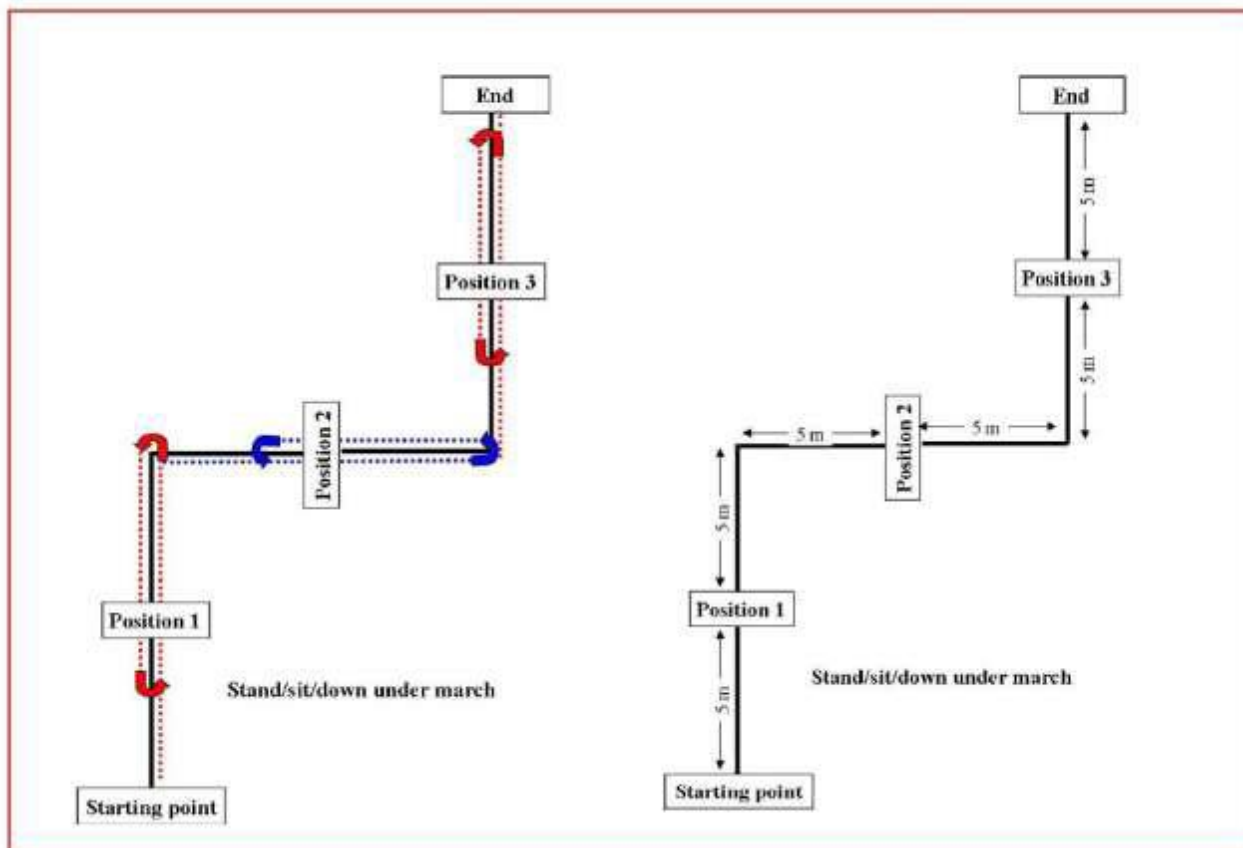 End
Position 3
Position 2
Position 1
Stand/sit/down under march
Starting point
End
5 m
Position 3
5 m
Position 2
5 m
5 m
5 m
Position 1
Stand/sit/down under march
5 m
Starting point